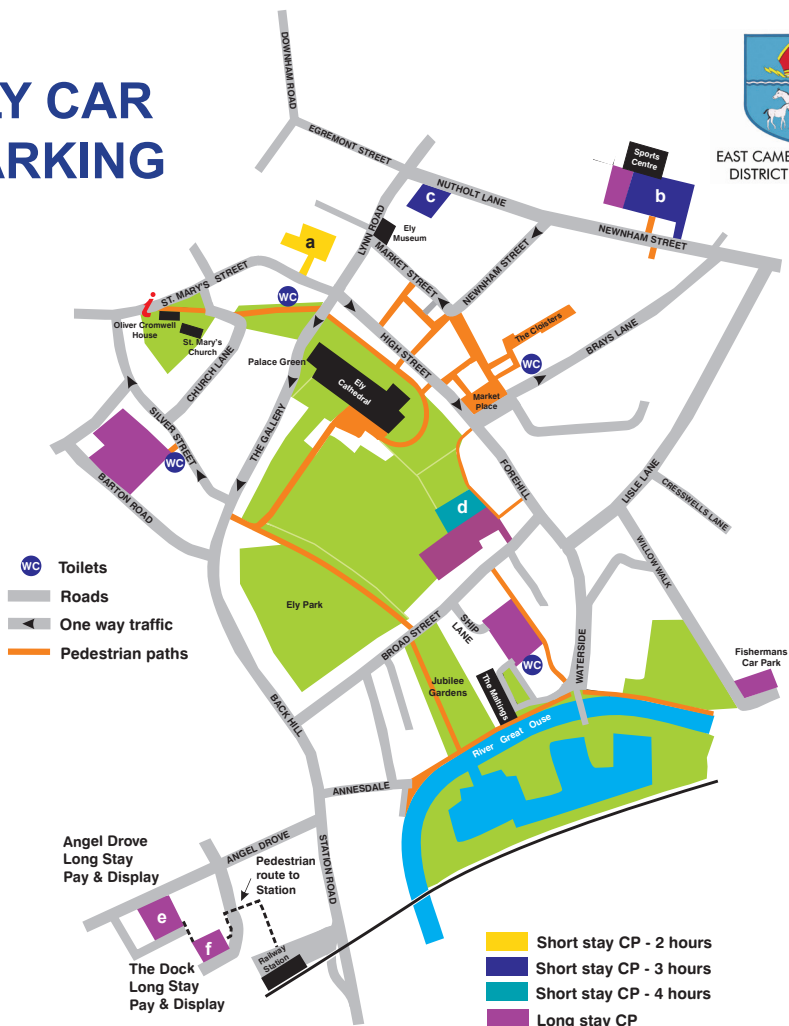 LY CAR
ARKING
EAST CAMB
DISTRICT
DOWNHAM ROAD
EGREMONT STREET
NUTHOLT LANE
Sports
Centre
b
c
NEWNHAM STREET
LYNN ROAD
Ely
Museum
a
MARKET STREET
NEWNHAM STREET
ST. MARY'S STREET
i
WC
Oliver Cromwell
House
St. Mary's
Church
CHURCH LANE
Palace Green
Ely
Cathedral
HIGH STREET
The Cloisters
WC
BRAYS LANE
Market
Place
SILVER STREET
WC
THE GALLERY
BARTON ROAD
FOREHILL
LISLE LANE
CRESSWELLS LANE
d
WILLOW WALK
WC
Toilets
Roads
One way traffic
Pedestrian paths
Ely Park
BROAD STREET
SHIP
LANE
WC
WATERSIDE
Fishermans
Car Park
Jubilee
Gardens
The Maltings
River Great Ouse
BACK HILL
ANNESDALE
Angel Drove
Long Stay
Pay & Display
ANGEL DROVE
STATION ROAD
Pedestrian
route to
Station
e
f
Railway
Station
The Dock
Long Stay
Pay & Display
Short stay CP - 2 hours
Short stay CP - 3 hours
Short stay CP - 4 hours
Long stay CP